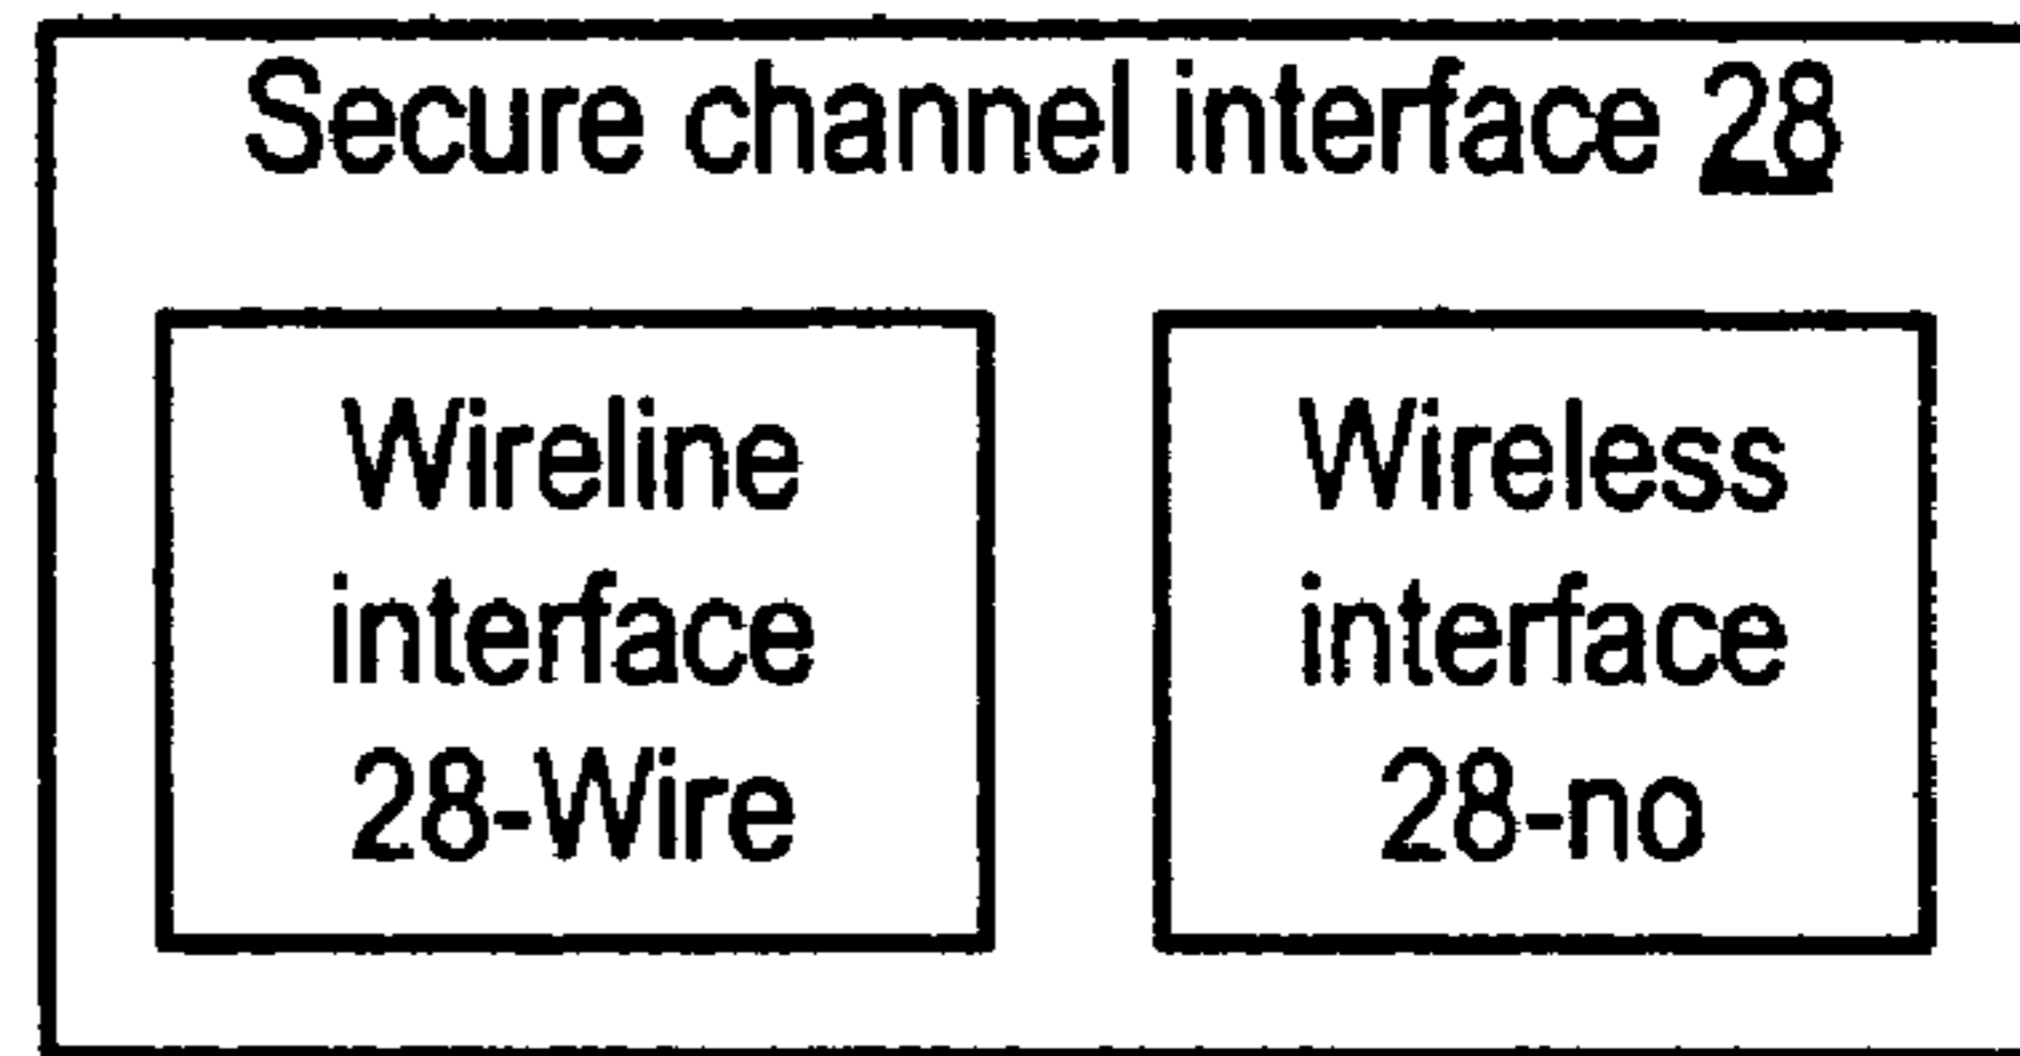 Secure channel interface 28
Wireline
interface
28-Wire
Wireless
interface
28-no